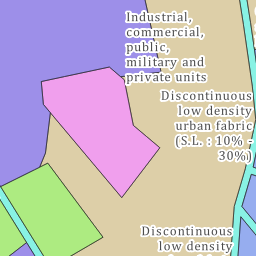 Industrial,
commercial,
public,
military and
private units
Discontinuous
low density
urban fabric
(S.L. : 10% -
30%)
Discontinuous
low density